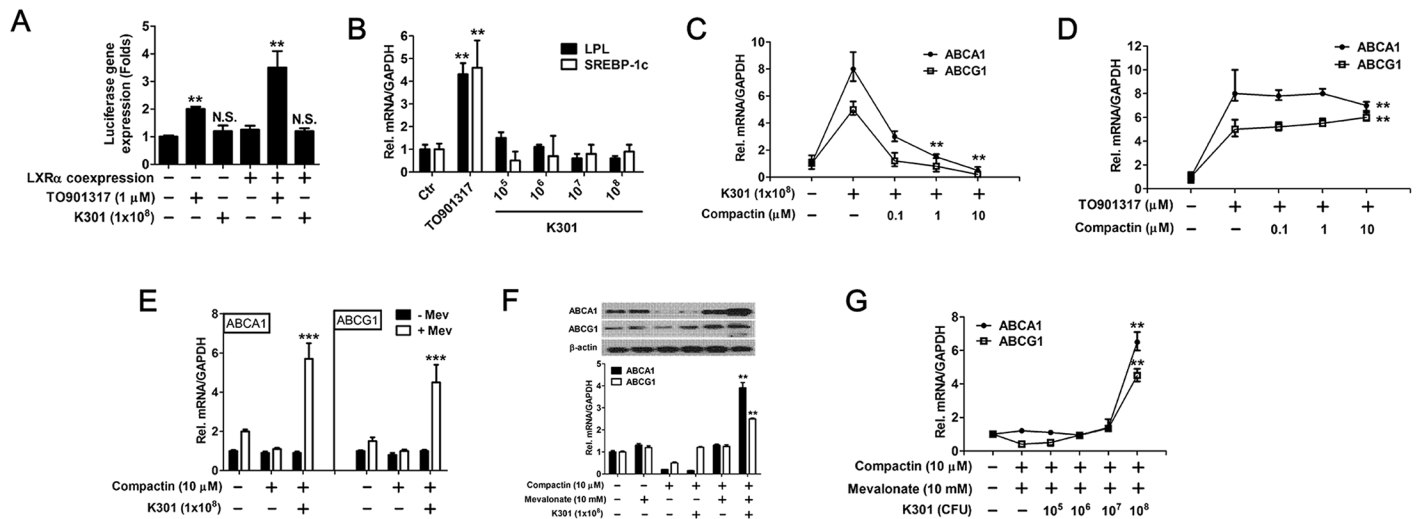 A
Luciferase gene
expression (Folds)
5
4
3
2
1
0
**
N.S.
**
N.S.
LXRα coexpression – – – + + +
TO901317 (1 μM) – + – – + –
K301 (1x10⁸) – – + – – +
B
Rel. mRNA/GAPDH
6
5
4
3
2
1
0
** **
LPL
SREBP-1c
Ctr
TO901317
10⁵
10⁶
10⁷
10⁸
K301
C
Rel. mRNA/GAPDH
10
8
6
4
2
0
ABCA1
ABCG1
**
**
K301 (1x10⁸) – + + + +
Compactin (μM) – – 0.1 1 10
D
Rel. mRNA/GAPDH
12
10
8
6
4
2
0
ABCA1
ABCG1
**
**
TO901317 (μM) – + + + +
Compactin (μM) – – 0.1 1 10
E
Rel. mRNA/GAPDH
8
6
4
2
0
ABCA1
***
ABCG1
***
- Mev
+ Mev
Compactin (10 μM) – + + – + +
K301 (1x10⁸) – – + – – +
F
ABCA1
ABCG1
β-actin
Rel. mRNA/GAPDH
5
4
3
2
1
0
ABCA1
ABCG1
**
**
Compactin (10 μM) – – + + + +
Mevalonate (10 mM) – + – – + +
K301 (1x10⁸) – – – + – +
G
Rel. mRNA/GAPDH
8
6
4
2
0
ABCA1
ABCG1
**
**
Compactin (10 μM) – + + + + +
Mevalonate (10 mM) – + + + + +
K301 (CFU) – – 10⁵ 10⁶ 10⁷ 10⁸